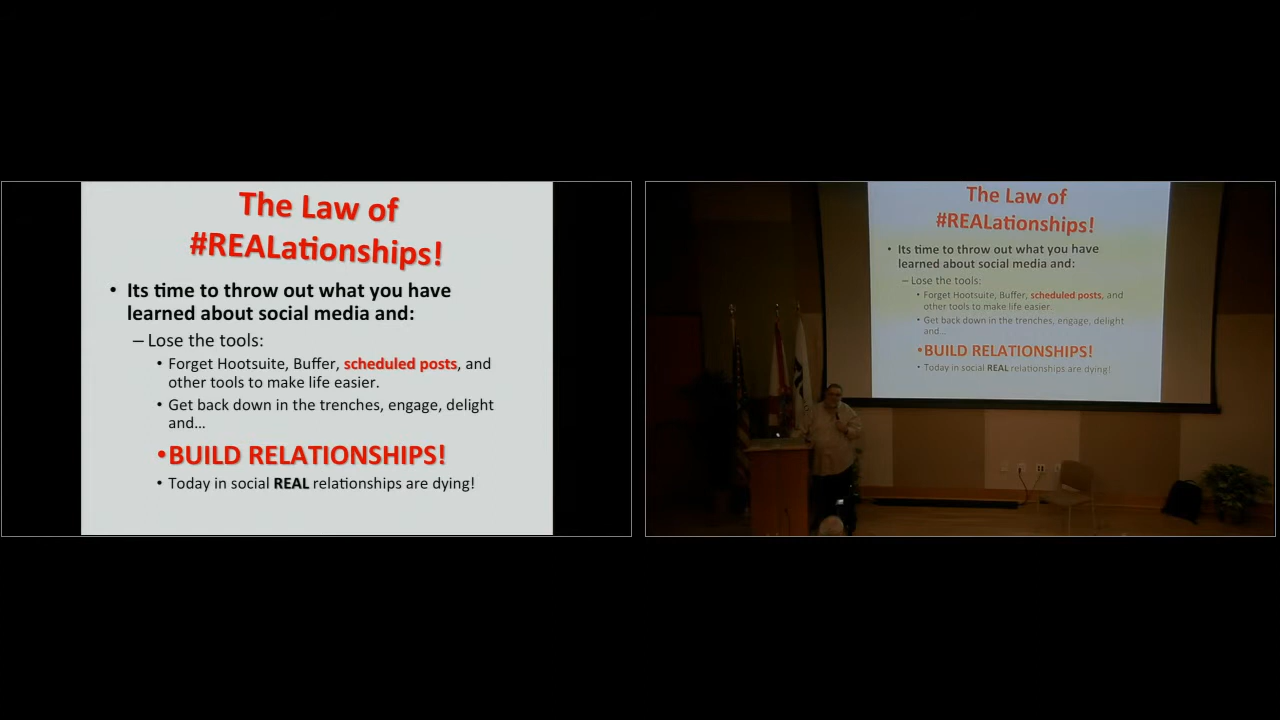 The Law of
#REALationships!
• Its time to throw out what you have
learned about social media and:
– Lose the tools:
• Forget Hootsuite, Buffer, scheduled posts, and
other tools to make life easier.
• Get back down in the trenches, engage, delight
and...
•BUILD RELATIONSHIPS!
• Today in social REAL relationships are dying!
The Law of
#REALationships!
• Its time to throw out what you have
learned about social media and:
– Lose the tools:
• Forget Hootsuite, Buffer, scheduled posts, and
other tools to make life easier.
• Get back down in the trenches, engage, delight
and...
•BUILD RELATIONSHIPS!
• Today in social REAL relationships are dying!